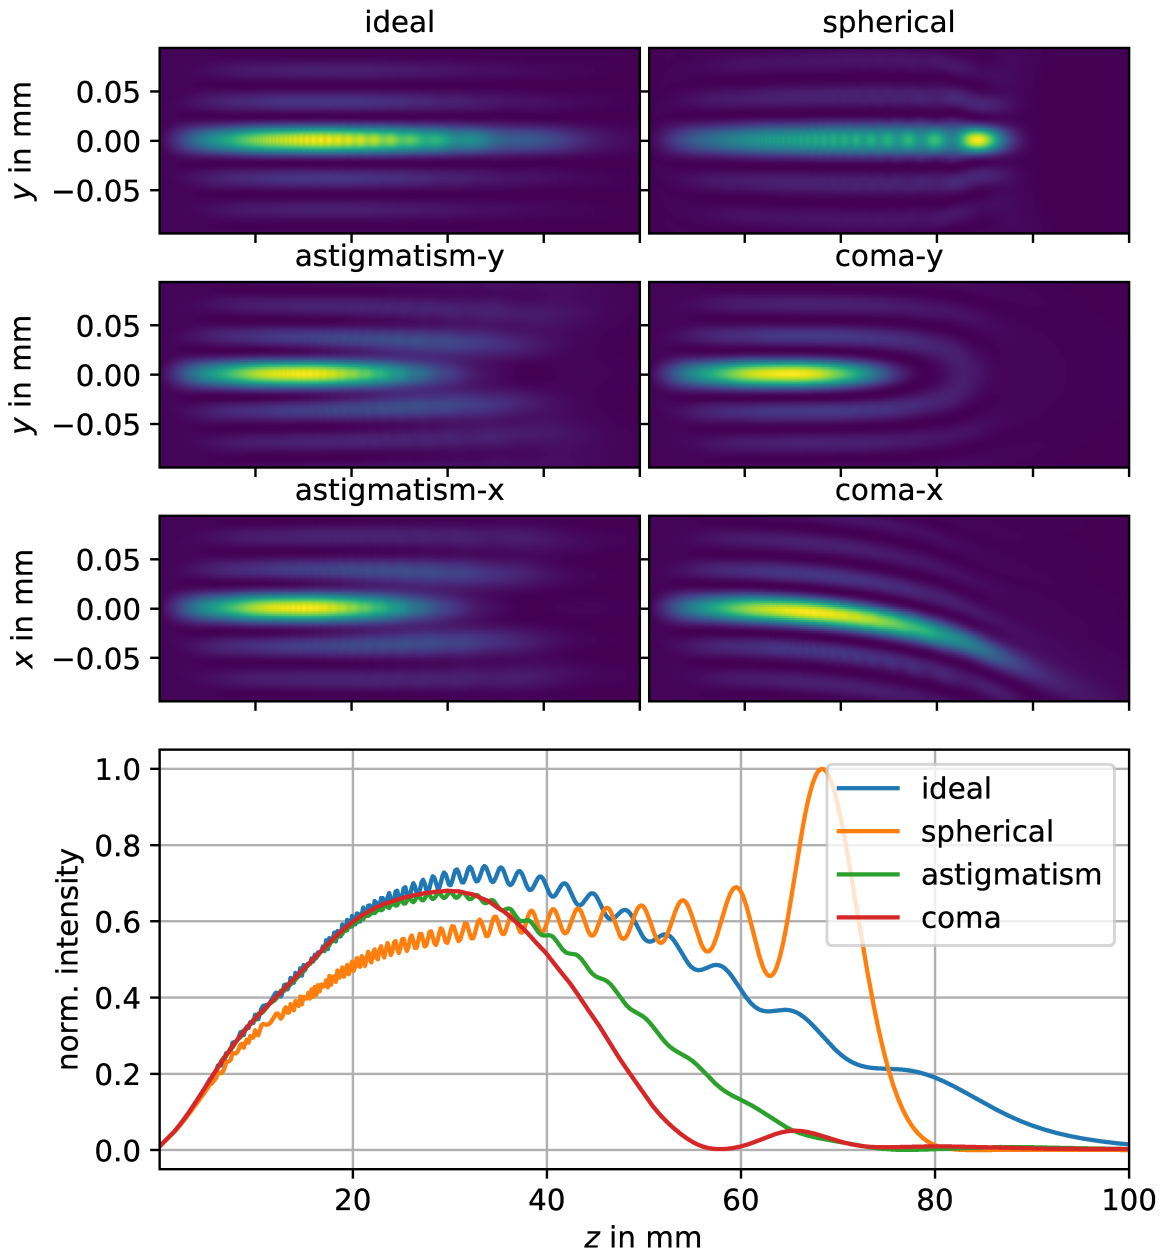 ideal
spherical
y in mm
0.05
0.00
−0.05
astigmatism-y
coma-y
y in mm
0.05
0.00
−0.05
astigmatism-x
coma-x
x in mm
0.05
0.00
−0.05
norm. intensity
1.0
0.8
0.6
0.4
0.2
0.0
ideal
spherical
astigmatism
coma
20
40
60
80
100
z in mm